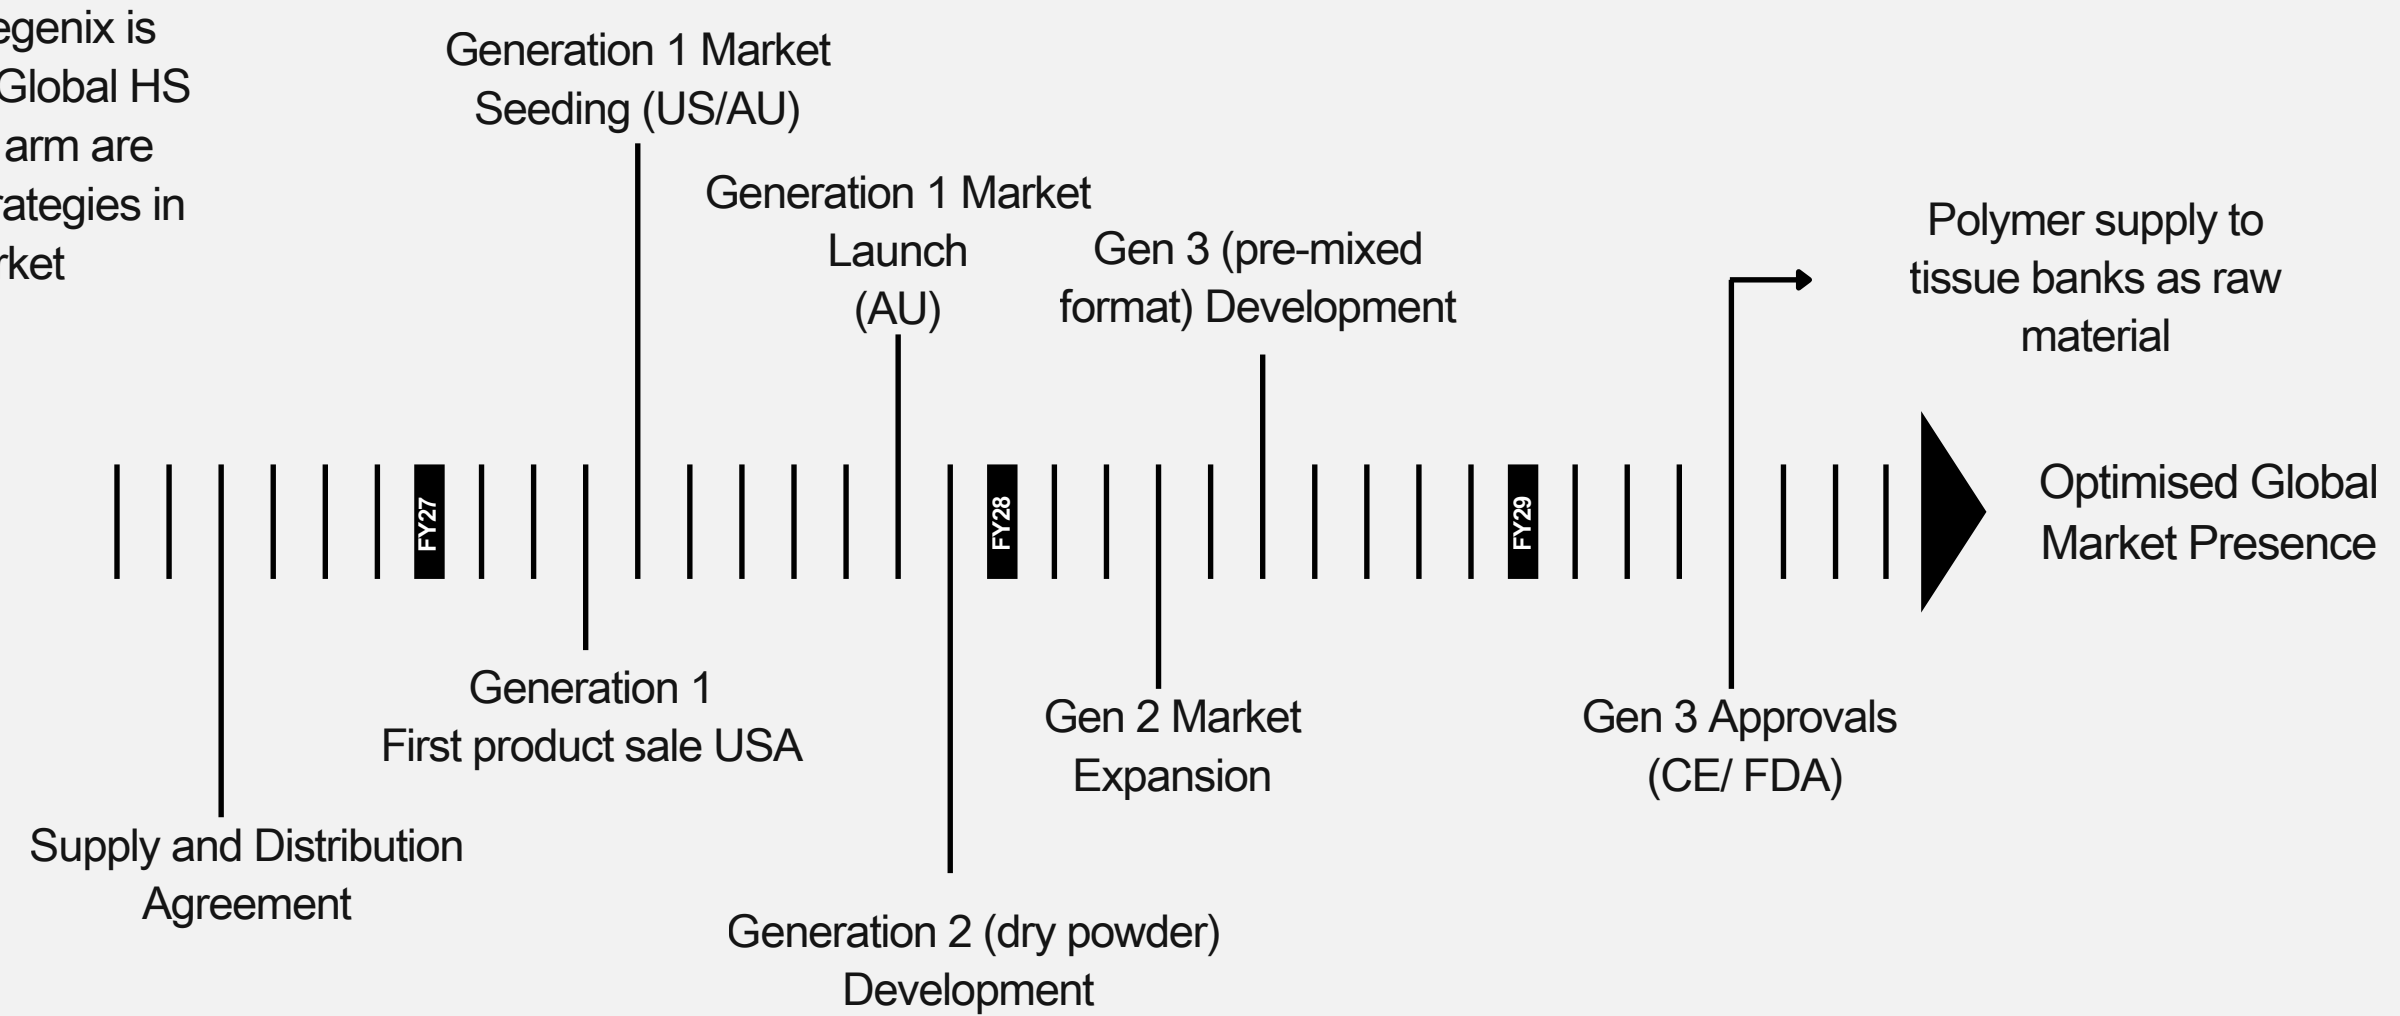 egenix is
Global HS
arm are
rategies in
rket
Generation 1 Market
Seeding (US/AU)
Generation 1 Market
Launch
(AU)
Gen 3 (pre-mixed
format) Development
Polymer supply to
tissue banks as raw
material
FY27
FY28
FY29
Optimised Global
Market Presence
Generation 1
First product sale USA
Gen 2 Market
Expansion
Gen 3 Approvals
(CE/ FDA)
Supply and Distribution
Agreement
Generation 2 (dry powder)
Development